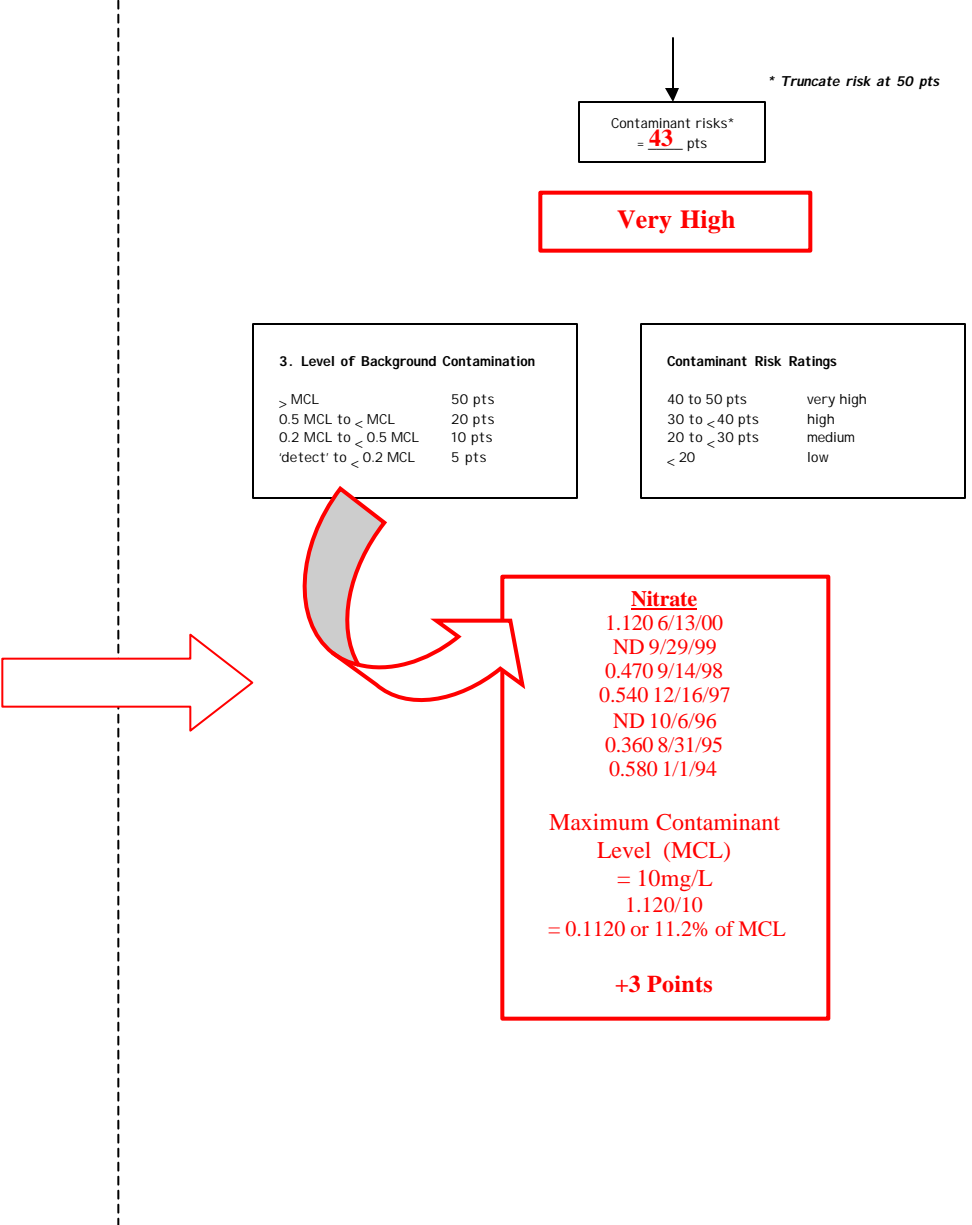 * Truncate risk at 50 pts
Contaminant risks*
= 43 pts
Very High
3. Level of Background Contamination
> MCL 50 pts
0.5 MCL to < MCL 20 pts
0.2 MCL to < 0.5 MCL 10 pts
'detect' to < 0.2 MCL 5 pts
Contaminant Risk Ratings
40 to 50 pts very high
30 to < 40 pts high
20 to < 30 pts medium
< 20 low
Nitrate
1.120 6/13/00
ND 9/29/99
0.470 9/14/98
0.540 12/16/97
ND 10/6/96
0.360 8/31/95
0.580 1/1/94
Maximum Contaminant
Level (MCL)
= 10mg/L
1.120/10
= 0.1120 or 11.2% of MCL
+3 Points